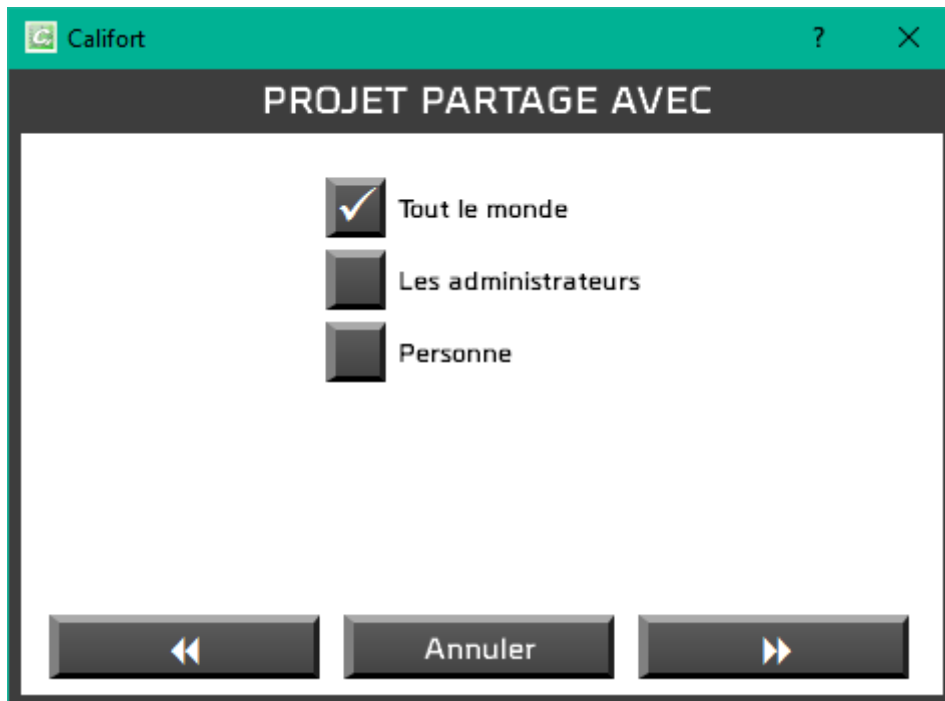 Califort
PROJET PARTAGE AVEC
Tout le monde
Les administrateurs
Personne
Annuler